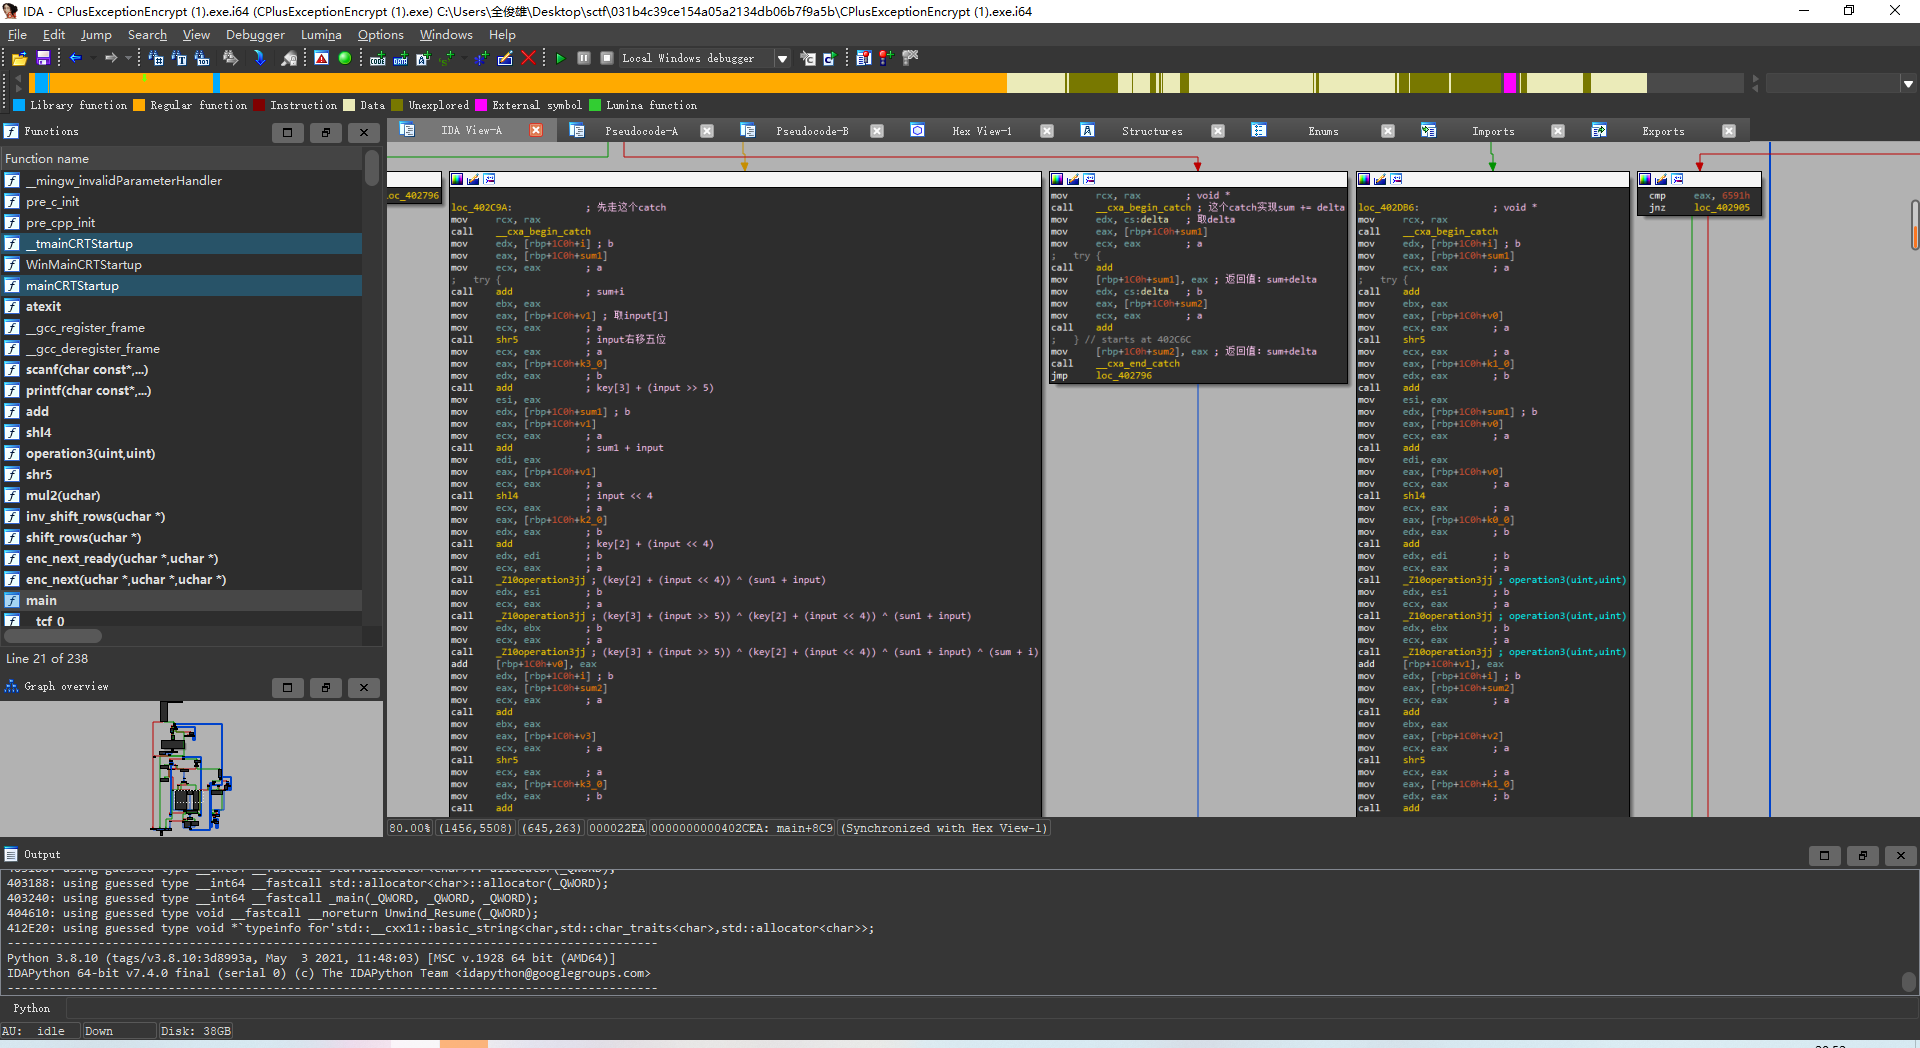 IDA - CPlusExceptionEncrypt (1).exe.i64 (CPlusExceptionEncrypt (1).exe) C:\Users\全俊雄\Desktop\sctf\031b4c39ce154a05a2134db06b7f9a5b\CPlusExceptionEncrypt (1).exe.i64
File Edit Jump Search View Debugger Lumina Options Windows Help
Local Windows debugger
Library function Regular function Instruction Data Unexplored External symbol Lumina function
Functions
IDA View-A Pseudocode-A Pseudocode-B Hex View-1 Structures Enums Imports Exports
Function name
__mingw_invalidParameterHandler
pre_c_init
pre_cpp_init
__tmainCRTStartup
WinMainCRTStartup
mainCRTStartup
atexit
__gcc_register_frame
__gcc_deregister_frame
scanf(char const*,...)
printf(char const*,...)
add
shl4
operation3(uint,uint)
shr5
mul2(uchar)
inv_shift_rows(uchar *)
shift_rows(uchar *)
enc_next_ready(uchar *,uchar *)
enc_next(uchar *,uchar *,uchar *)
main
tcf_0
Line 21 of 238
Graph overview
loc_402796
loc_402C9A: ; 先走这个catch
mov rcx, rax
call __cxa_begin_catch
mov edx, [rbp+1C0h+i] ; b
mov eax, [rbp+1C0h+sum1]
mov ecx, eax ; a
; try {
call add ; sum+i
mov ebx, eax
mov eax, [rbp+1C0h+v1] ; 取input[1]
mov ecx, eax ; a
call shr5 ; input右移五位
mov ecx, eax ; a
mov eax, [rbp+1C0h+k3_0]
mov edx, eax ; b
call add ; key[3] + (input >> 5)
mov esi, eax
mov edx, [rbp+1C0h+sum1] ; b
mov eax, [rbp+1C0h+v1]
mov ecx, eax ; a
call add ; sum1 + input
mov edi, eax
mov eax, [rbp+1C0h+v1]
mov ecx, eax ; a
call shl4 ; input << 4
mov ecx, eax ; a
mov eax, [rbp+1C0h+k2_0]
mov edx, eax ; b
call add ; key[2] + (input << 4)
mov edx, edi ; b
mov ecx, eax ; a
call _Z10operation3jj ; (key[2] + (input << 4)) ^ (sun1 + input)
mov edx, esi ; b
mov ecx, eax ; a
call _Z10operation3jj ; (key[3] + (input >> 5)) ^ (key[2] + (input << 4)) ^ (sun1 + input)
mov edx, ebx ; b
mov ecx, eax ; a
call _Z10operation3jj ; (key[3] + (input >> 5)) ^ (key[2] + (input << 4)) ^ (sun1 + input) ^ (sum + i)
add [rbp+1C0h+v0], eax
mov edx, [rbp+1C0h+i] ; b
mov eax, [rbp+1C0h+sum2]
mov ecx, eax ; a
call add
mov ebx, eax
mov eax, [rbp+1C0h+v3]
mov ecx, eax ; a
call shr5
mov ecx, eax ; a
mov eax, [rbp+1C0h+k3_0]
mov edx, eax ; b
call add
mov rcx, rax ; void *
call __cxa_begin_catch ; 这个catch实现sum += delta
mov edx, cs:delta ; 取delta
mov eax, [rbp+1C0h+sum1]
mov ecx, eax ; a
; try {
call add
mov [rbp+1C0h+sum1], eax ; 返回值：sum+delta
mov edx, cs:delta ; b
mov eax, [rbp+1C0h+sum2]
mov ecx, eax ; a
call add
; } // starts at 402C6C
mov [rbp+1C0h+sum2], eax ; 返回值：sum+delta
call __cxa_end_catch
jmp loc_402796
loc_402DB6: ; void *
mov rcx, rax
call __cxa_begin_catch
mov edx, [rbp+1C0h+i] ; b
mov eax, [rbp+1C0h+sum1]
mov ecx, eax ; a
; try {
call add
mov ebx, eax
mov eax, [rbp+1C0h+v0]
mov ecx, eax ; a
call shr5
mov ecx, eax ; a
mov eax, [rbp+1C0h+k1_0]
mov edx, eax ; b
call add
mov esi, eax
mov edx, [rbp+1C0h+sum1] ; b
mov eax, [rbp+1C0h+v0]
mov ecx, eax ; a
call add
mov edi, eax
mov eax, [rbp+1C0h+v0]
mov ecx, eax ; a
call shl4
mov ecx, eax ; a
mov eax, [rbp+1C0h+k0_0]
mov edx, eax ; b
call add
mov edx, edi ; b
mov ecx, eax ; a
call _Z10operation3jj ; operation3(uint,uint)
mov edx, esi ; b
mov ecx, eax ; a
call _Z10operation3jj ; operation3(uint,uint)
mov edx, ebx ; b
mov ecx, eax ; a
call _Z10operation3jj ; operation3(uint,uint)
add [rbp+1C0h+v1], eax
mov edx, [rbp+1C0h+i] ; b
mov eax, [rbp+1C0h+sum2]
mov ecx, eax ; a
call add
mov ebx, eax
mov eax, [rbp+1C0h+v2]
mov ecx, eax ; a
call shr5
mov ecx, eax ; a
mov eax, [rbp+1C0h+k1_0]
mov edx, eax ; b
call add
cmp eax, 6591h
jnz loc_402905
80.00% (1456,5508) (645,263) 000022EA 0000000000402CEA: main+8C9 (Synchronized with Hex View-1)
Output
403188: using guessed type __int64 __fastcall std::allocator<char>::allocator(_QWORD);
403240: using guessed type __int64 __fastcall _main(_QWORD, _QWORD, _QWORD);
404610: using guessed type void __fastcall __noreturn Unwind_Resume(_QWORD);
412E20: using guessed type void *`typeinfo for'std::__cxx11::basic_string<char,std::char_traits<char>,std::allocator<char>>;
Python 3.8.10 (tags/v3.8.10:3d8993a, May  3 2021, 11:48:03) [MSC v.1928 64 bit (AMD64)]
IDAPython 64-bit v7.4.0 final (serial 0) (c) The IDAPython Team <idapython@googlegroups.com>
Python
AU: idle Down Disk: 38GB